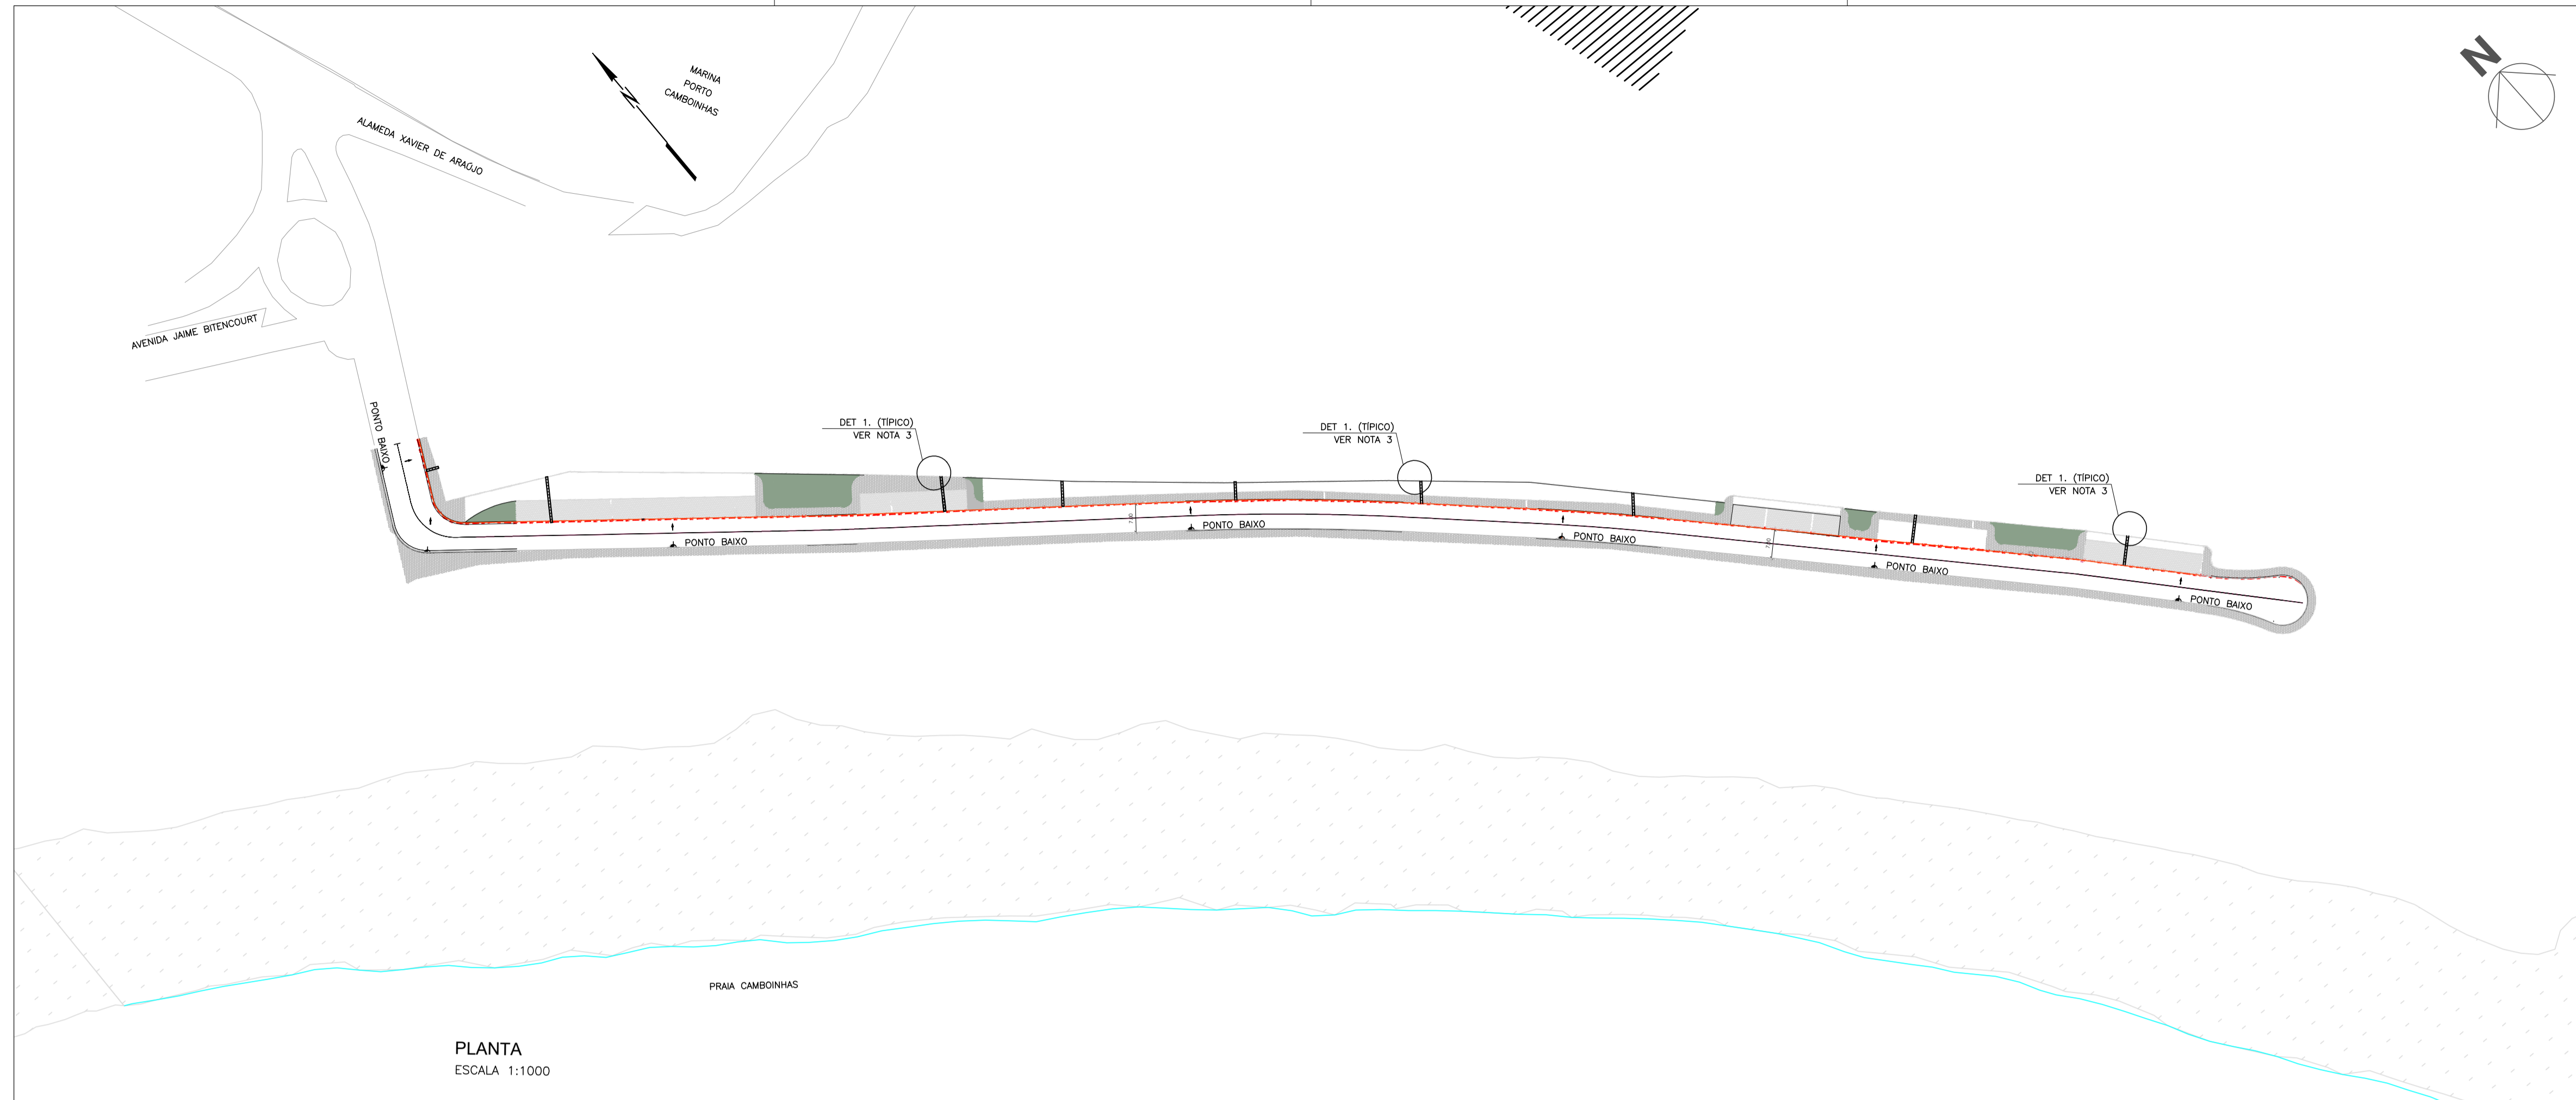 N
MARINA
PORTO
CAMBOINHAS
N
ALAMEDA XAVIER DE ARAÚJO
AVENIDA JAIME BITENCOURT
PONTO BAIXO
DET 1. (TÍPICO)
VER NOTA 3
DET 1. (TÍPICO)
VER NOTA 3
DET 1. (TÍPICO)
VER NOTA 3
PONTO BAIXO
PONTO BAIXO
PONTO BAIXO
PONTO BAIXO
PONTO BAIXO
PRAIA CAMBOINHAS
PLANTA
ESCALA 1:1000